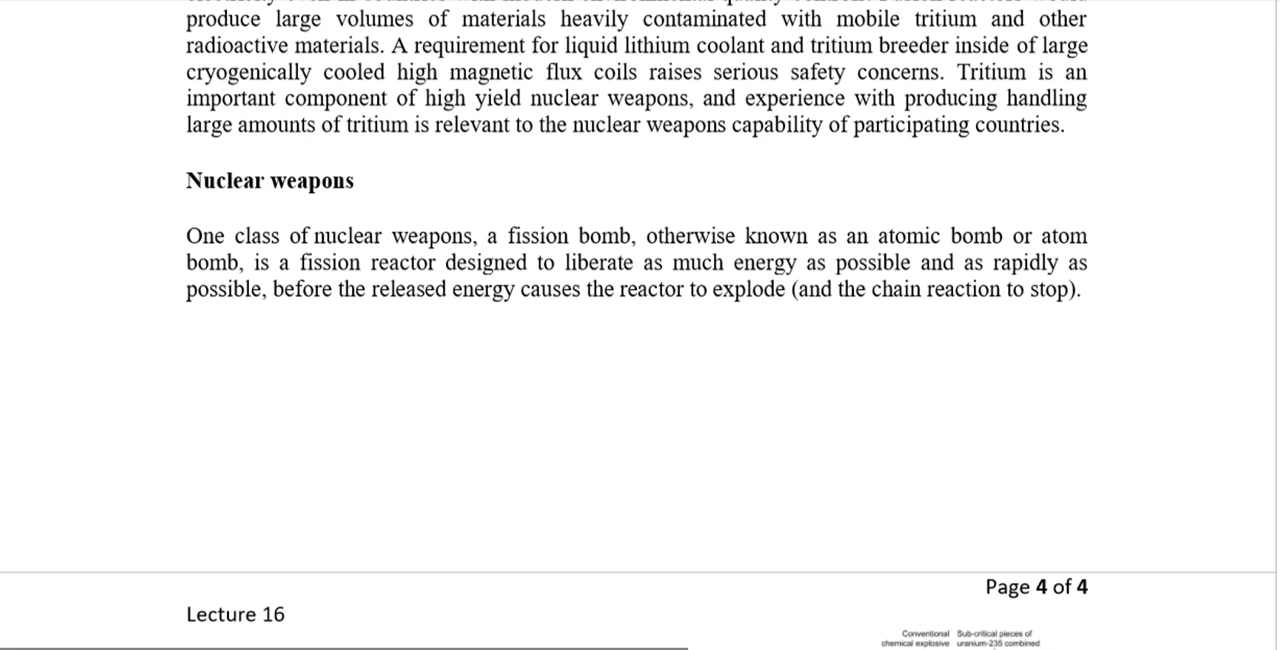 produce large volumes of materials heavily contaminated with mobile tritium and other
radioactive materials. A requirement for liquid lithium coolant and tritium breeder inside of large
cryogenically cooled high magnetic flux coils raises serious safety concerns. Tritium is an
important component of high yield nuclear weapons, and experience with producing handling
large amounts of tritium is relevant to the nuclear weapons capability of participating countries.
Nuclear weapons
One class of nuclear weapons, a fission bomb, otherwise known as an atomic bomb or atom
bomb, is a fission reactor designed to liberate as much energy as possible and as rapidly as
possible, before the released energy causes the reactor to explode (and the chain reaction to stop).
Page 4 of 4
Lecture 16
Conventional Sub-critical pieces of
chemical explosive uranium-235 combined